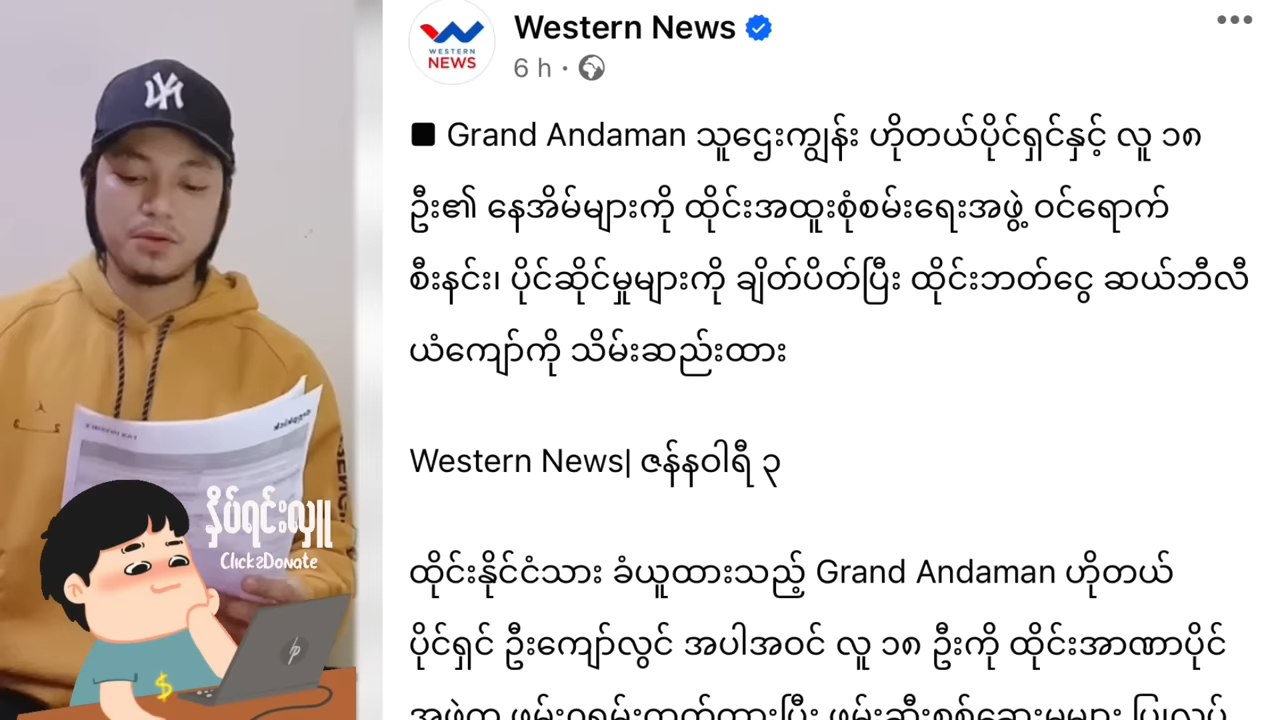 Western News
WESTERN
NEWS
6 h ·
■ Grand Andaman သူဌေးကျွန်း ဟိုတယ်ပိုင်ရှင်နှင့် လူ ၁၈
ဦး၏ နေအိမ်များကို ထိုင်းအထူးစုံစမ်းရေးအဖွဲ့ ဝင်ရောက်
စီးနင်း၊ ပိုင်ဆိုင်မှုများကို ချိတ်ပိတ်ပြီး ထိုင်းဘတ်ငွေ ဆယ်ဘီလီ
ယံကျော်ကို သိမ်းဆည်းထား
Western News| ဇန်နဝါရီ ၃
ထိုင်းနိုင်ငံသား ခံယူထားသည့် Grand Andaman ဟိုတယ်
ပိုင်ရှင် ဦးကျော်လွင် အပါအဝင် လူ ၁၈ ဦးကို ထိုင်းအာဏာပိုင်
နှိပ်ရင်းလှူ
Click2Donate
hp
$